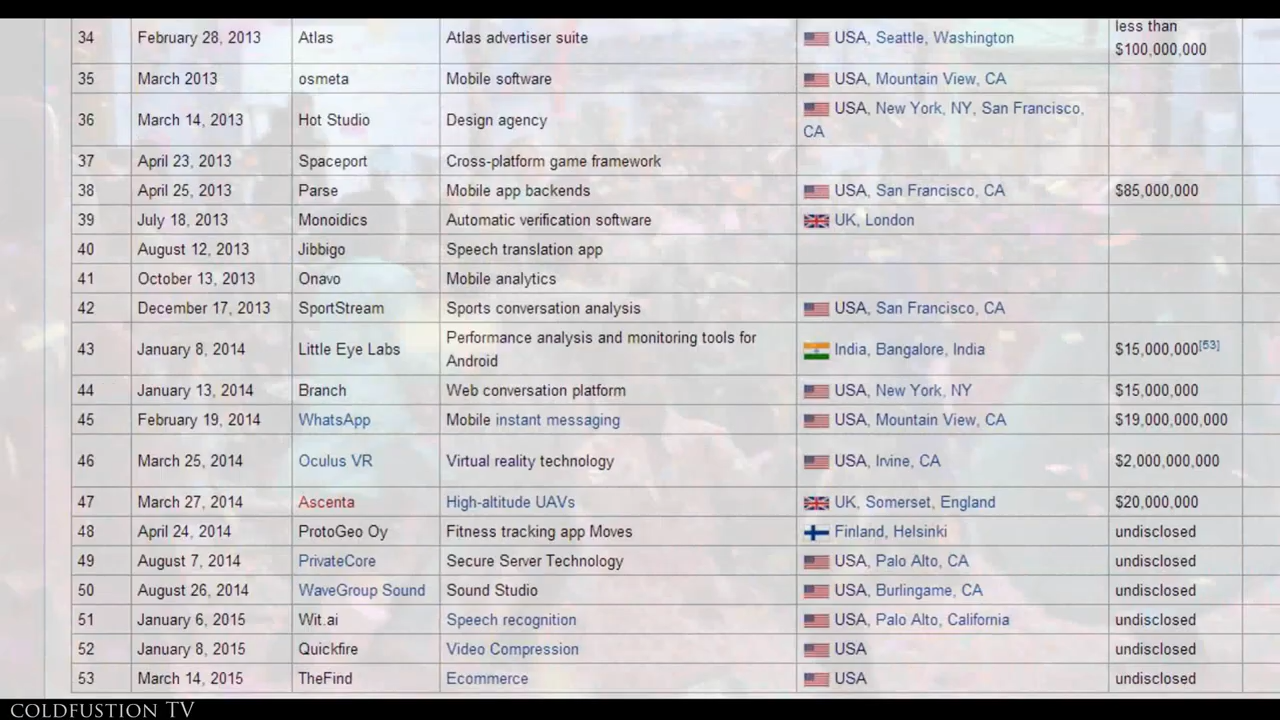 34 February 28, 2013 Atlas Atlas advertiser suite USA, Seattle, Washington less than
$100,000,000
35 March 2013 osmeta Mobile software USA, Mountain View, CA
36 March 14, 2013 Hot Studio Design agency USA, New York, NY, San Francisco,
CA
37 April 23, 2013 Spaceport Cross-platform game framework
38 April 25, 2013 Parse Mobile app backends USA, San Francisco, CA $85,000,000
39 July 18, 2013 Monoidics Automatic verification software UK, London
40 August 12, 2013 Jibbigo Speech translation app
41 October 13, 2013 Onavo Mobile analytics
42 December 17, 2013 SportStream Sports conversation analysis USA, San Francisco, CA
43 January 8, 2014 Little Eye Labs Performance analysis and monitoring tools for
Android India, Bangalore, India $15,000,000[53]
44 January 13, 2014 Branch Web conversation platform USA, New York, NY $15,000,000
45 February 19, 2014 WhatsApp Mobile instant messaging USA, Mountain View, CA $19,000,000,000
46 March 25, 2014 Oculus VR Virtual reality technology USA, Irvine, CA $2,000,000,000
47 March 27, 2014 Ascenta High-altitude UAVs UK, Somerset, England $20,000,000
48 April 24, 2014 ProtoGeo Oy Fitness tracking app Moves Finland, Helsinki undisclosed
49 August 7, 2014 PrivateCore Secure Server Technology USA, Palo Alto, CA undisclosed
50 August 26, 2014 WaveGroup Sound Sound Studio USA, Burlingame, CA undisclosed
51 January 6, 2015 Wit.ai Speech recognition USA, Palo Alto, California undisclosed
52 January 8, 2015 Quickfire Video Compression USA undisclosed
53 March 14, 2015 TheFind Ecommerce USA undisclosed
COLDFUSTION TV